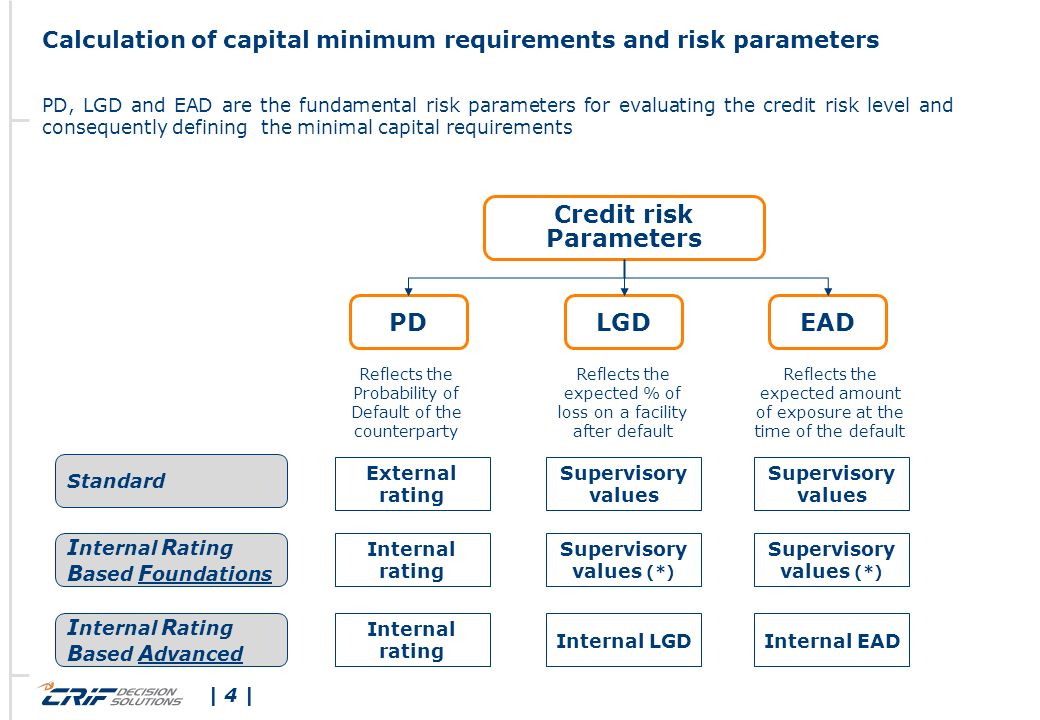 Calculation of capital minimum requirements and risk parameters
PD, LGD and EAD are the fundamental risk parameters for evaluating the credit risk level and
consequently defining  the minimal capital requirements
Credit risk
Parameters
PD
LGD
EAD
Reflects the
Probability of
Default of the
counterparty
Reflects the
expected % of
loss on a facility
after default
Reflects the
expected amount
of exposure at the
time of the default
Standard
External
rating
Supervisory
values
Supervisory
values
Internal Rating
Based Foundations
Internal
rating
Supervisory
values (*)
Supervisory
values (*)
Internal Rating
Based Advanced
Internal
rating
Internal LGD
Internal EAD
CRIF DECISION
SOLUTIONS
| 4 |